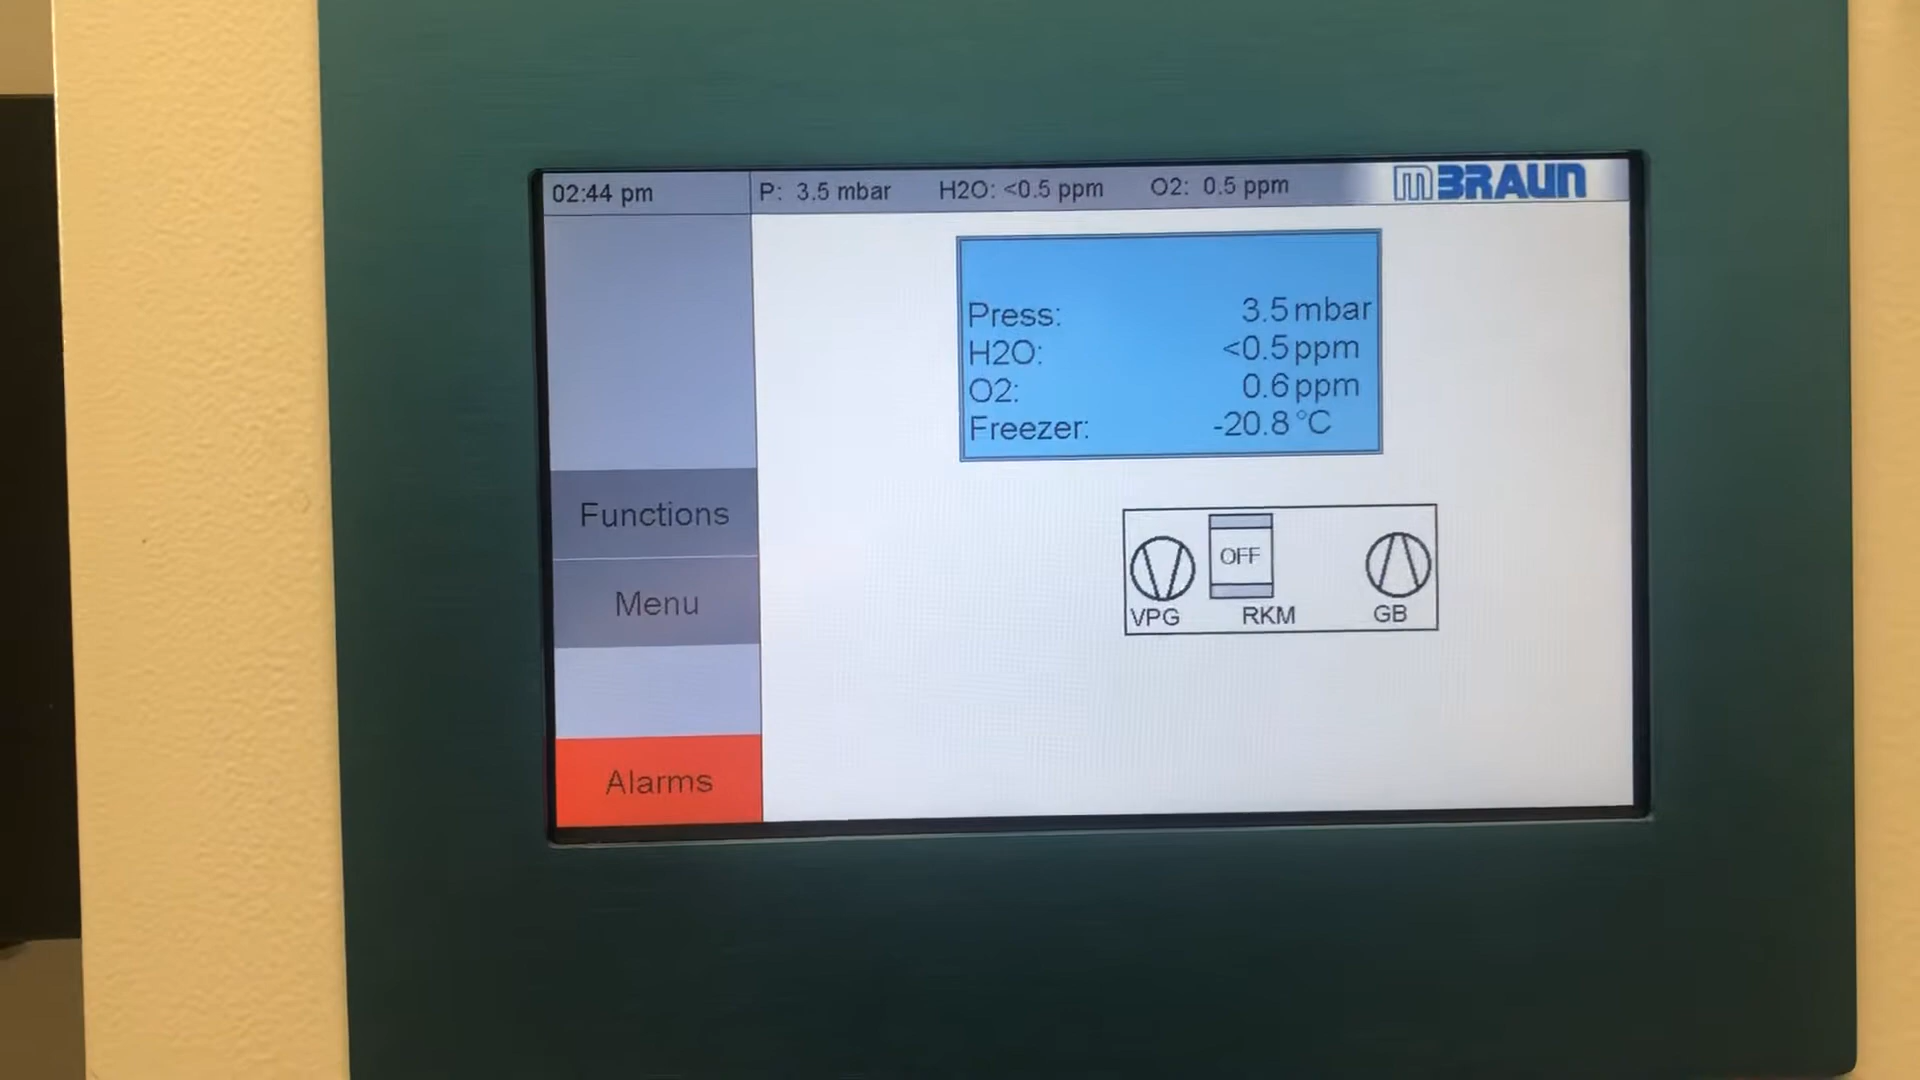 02:44 pm P: 3.5 mbar H2O: <0.5 ppm O2: 0.5 ppm mBRAUN
Press: 3.5 mbar
H2O: <0.5 ppm
O2: 0.6 ppm
Freezer: -20.8 °C
Functions
Menu
Alarms
OFF
VPG RKM GB